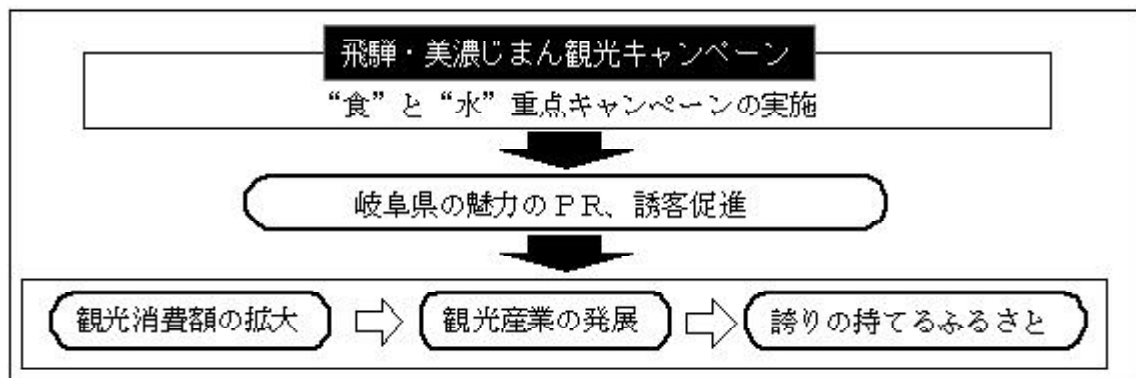 飛騨・美濃じまん観光キャンペーン
“食”と“水”重点キャンペーンの実施
岐阜県の魅力のＰＲ、誘客促進
観光消費額の拡大
観光産業の発展
誇りの持てるふるさと